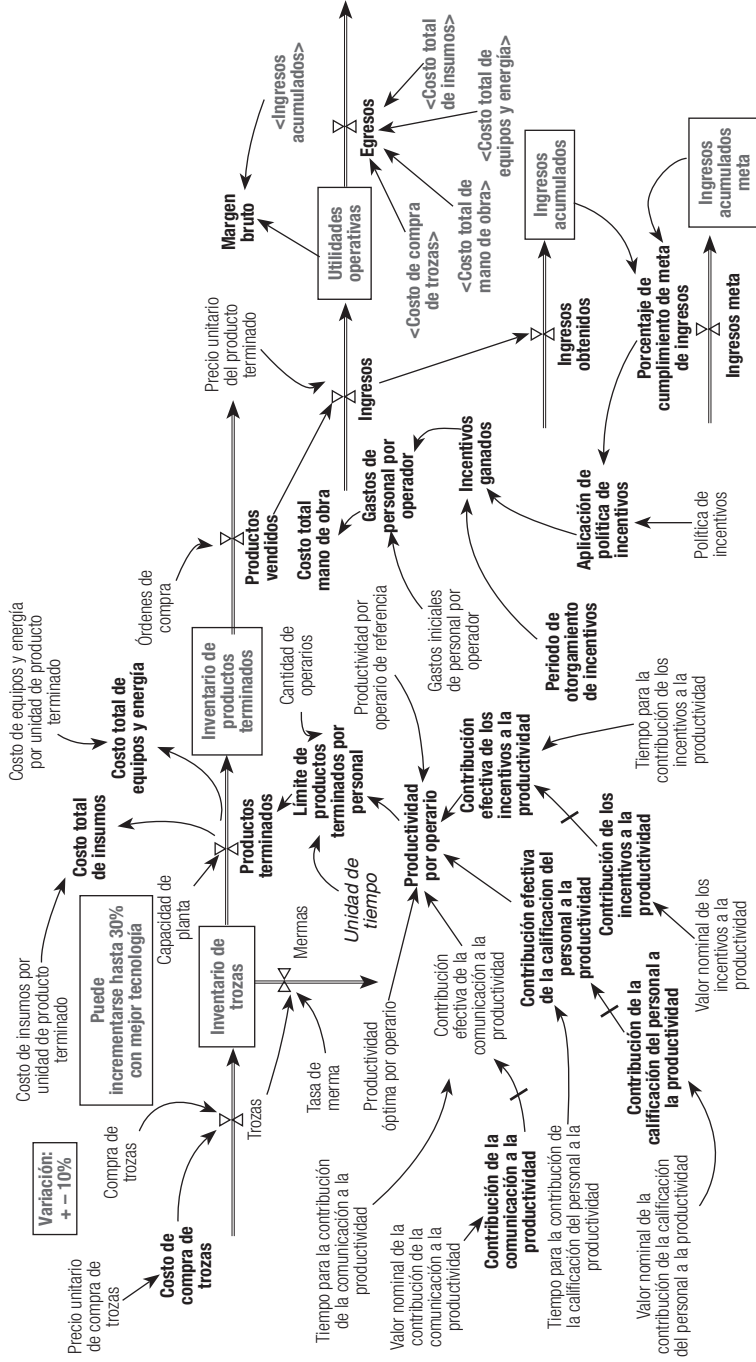 Precio unitario
de compra de
trozas
Costo de
compra de
trozas
Variación:
+ – 10%
Compra de
trozas
Trozas
Tasa de
merma
Mermas
Inventario de
trozas
Puede
incrementarse hasta 30%
con mejor tecnología
Capacidad de
planta
Costo de insumos por
unidad de producto
terminado
Costo total
de insumos
Costo de equipos y energía
por unidad de producto
terminado
Costo total de
equipos y energía
Productos
terminados
Inventario de
productos
terminados
Órdenes de
compra
Productos
vendidos
Precio unitario
del producto
terminado
Ingresos
Utilidades
operativas
Margen
bruto
<Ingresos
acumulados>
Egresos
<Costo de compra
de trozas>
<Costo total de
mano de obra>
<Costo total de
equipos y energía>
<Costo total
de insumos>
Límite de
productos
terminados por
personal
Cantidad de
operarios
Unidad de
tiempo
Costo total
mano de obra
Gastos de
personal por
operador
Gastos iniciales
de personal por
operador
Incentivos
ganados
Periodo de
otorgamiento
de incentivos
Aplicación de
política de
incentivos
Política de
incentivos
Ingresos
obtenidos
Ingresos
acumulados
Porcentaje de
cumplimiento de meta
de ingresos
Ingresos meta
Ingresos
acumulados
meta
Productividad
por operario
Productividad por
operario de referencia
Productividad
óptima por operario
Contribución
efectiva de la
comunicación a la
productividad
Tiempo para la contribución
de la comunicación a la
productividad
Valor nominal de la
contribución de la
comunicación a la
productividad
Contribución de la
comunicación a la
productividad
Contribución efectiva
de la calificacion del
personal a la
productividad
Tiempo para la contribución de
la calificación del personal a la
productividad
Contribución de la
calificación del personal a
la productividad
Valor nominal de la
contribución de la calificación
del personal a la productividad
Contribución
efectiva de los
incentivos a la
productividad
Tiempo para la
contribución de los
incentivos a la
productividad
Contribución de los
incentivos a la
productividad
Valor nominal de los
incentivos a la
productividad